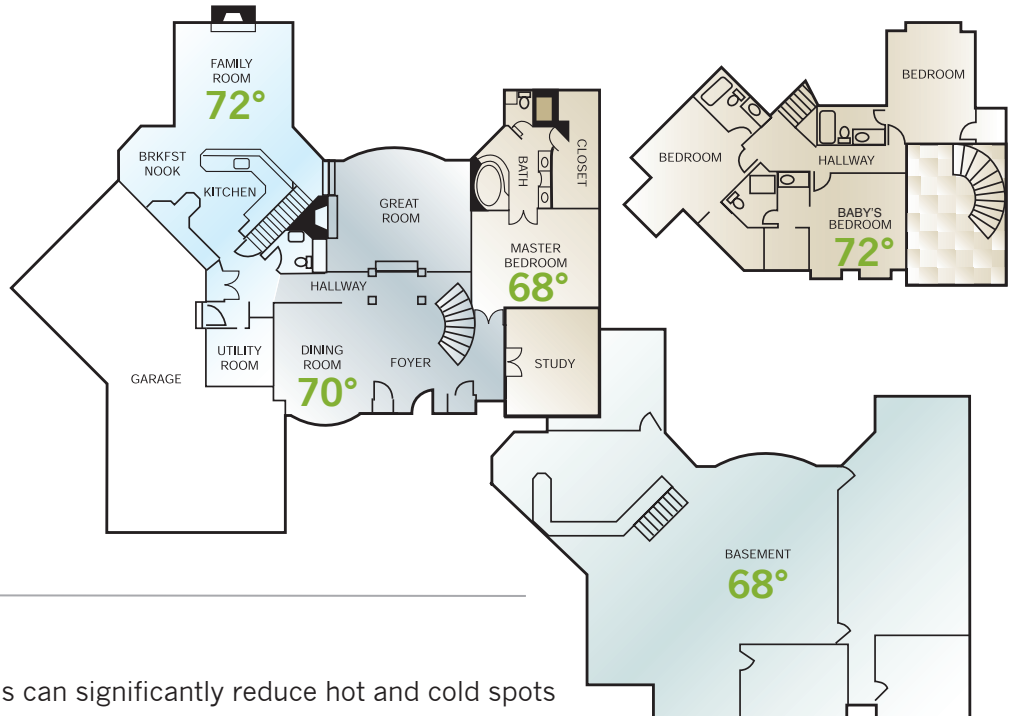 FAMILY
ROOM
72°
BRKFST
NOOK
KITCHEN
GREAT
ROOM
BATH
CLOSET
MASTER
BEDROOM
68°
HALLWAY
UTILITY
ROOM
DINING
ROOM
70°
FOYER
STUDY
GARAGE
BEDROOM
BEDROOM
HALLWAY
BABY'S
BEDROOM
72°
BASEMENT
68°
s can significantly reduce hot and cold spots